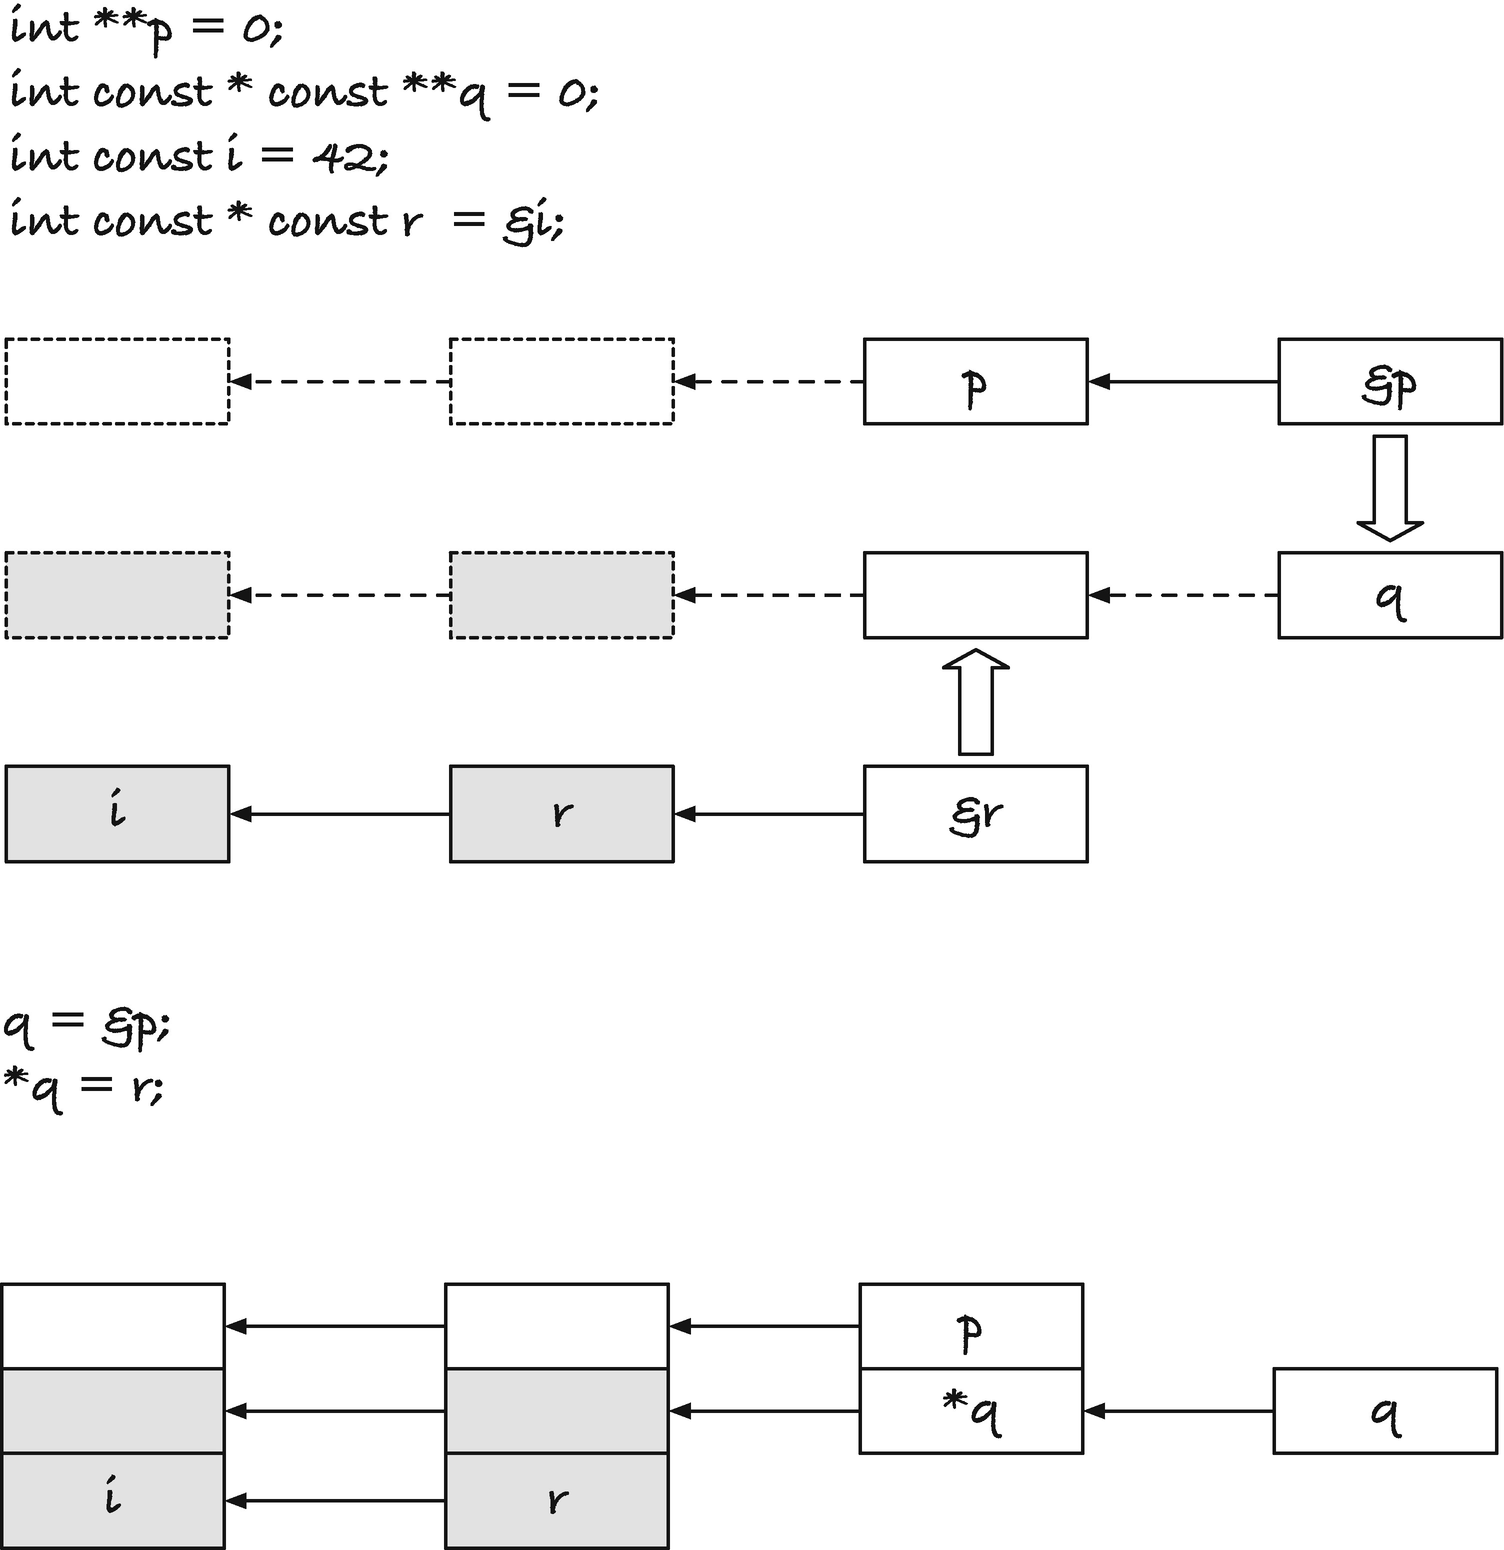 int **p = 0;
int const * const **q = 0;
int const i = 42;
int const * const r = &i;
p
&p
q
i
r
&r
q = &p;
*q = r;
p
*q
q
i
r